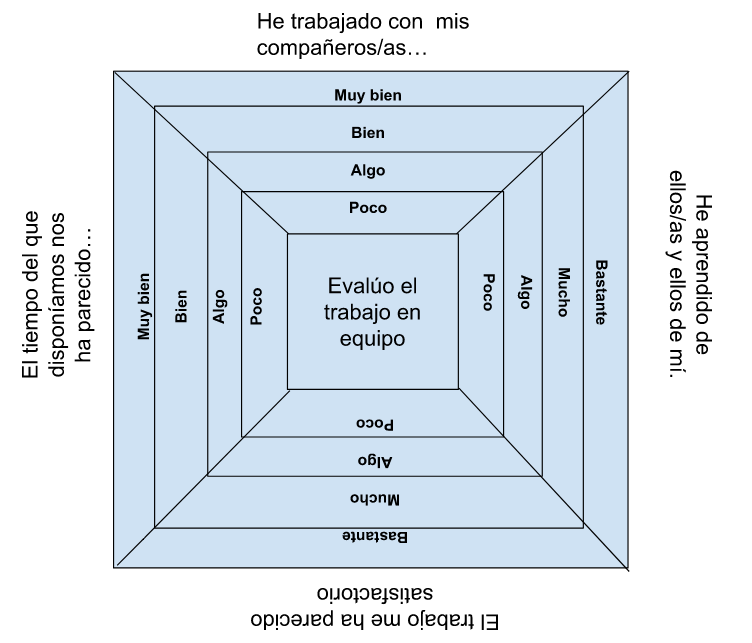 He trabajado con  mis
compañeros/as…
Muy bien
Bien
Algo
Poco
El tiempo del que
disponíamos nos
ha parecido…
Muy bien
Bien
Algo
Poco
Evalúo el
trabajo en
equipo
Poco
Algo
Mucho
Bastante
He aprendido de
ellos/as y ellos de mí.
Poco
Algo
Mucho
Bastante
El trabajo me ha parecido
satisfactorio